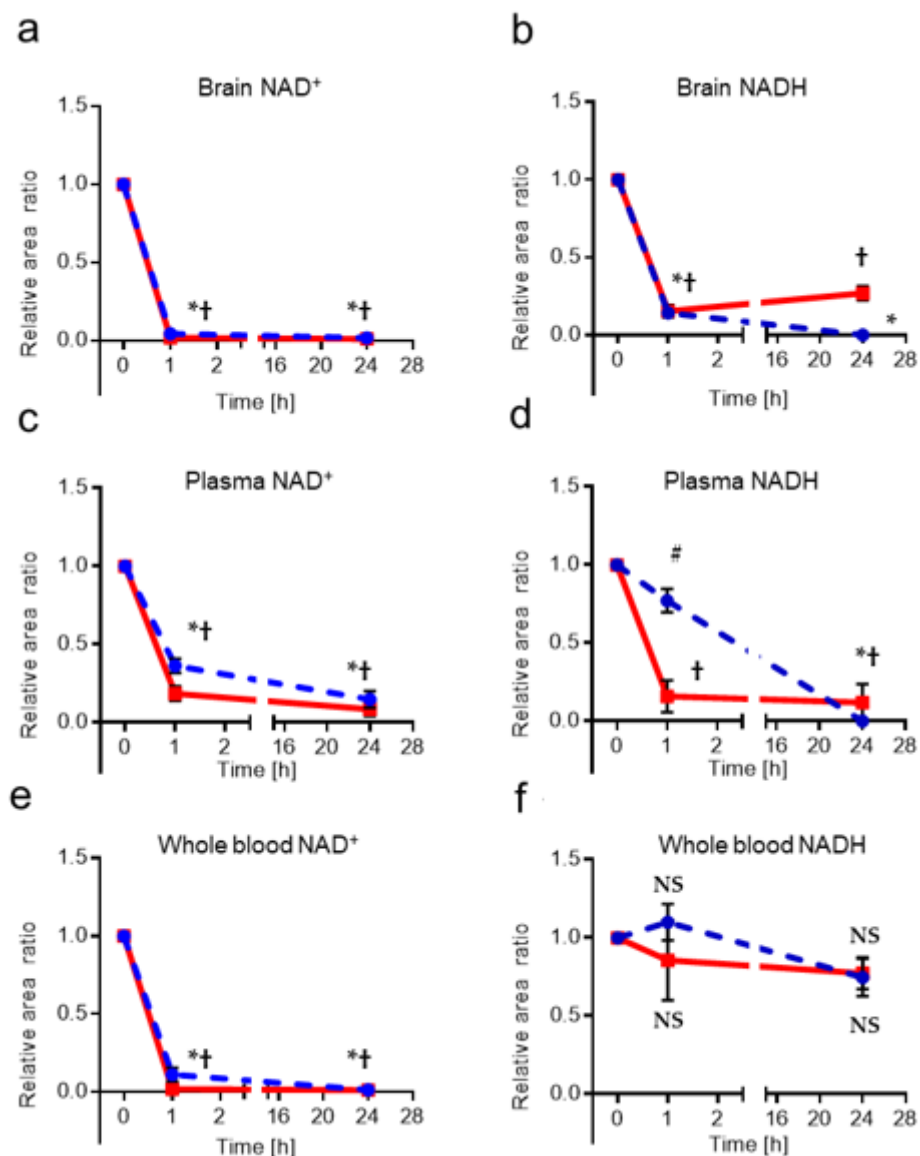 a
Brain NAD⁺
Relative area ratio
1.5
1.0
0.5
0.0
*†
*†
0 1 2 16 20 24 28
Time [h]
b
Brain NADH
Relative area ratio
1.5
1.0
0.5
0.0
*†
†
*
0 1 2 16 20 24 28
Time [h]
c
Plasma NAD⁺
Relative area ratio
1.5
1.0
0.5
0.0
*†
*†
0 1 2 16 20 24 28
Time [h]
d
Plasma NADH
Relative area ratio
1.5
1.0
0.5
0.0
#
†
*†
0 1 2 16 20 24 28
Time [h]
e
Whole blood NAD⁺
Relative area ratio
1.5
1.0
0.5
0.0
*†
*†
0 1 2 16 20 24 28
Time [h]
f
Whole blood NADH
Relative area ratio
1.5
1.0
0.5
0.0
NS
NS
NS
NS
0 1 2 16 20 24 28
Time [h]